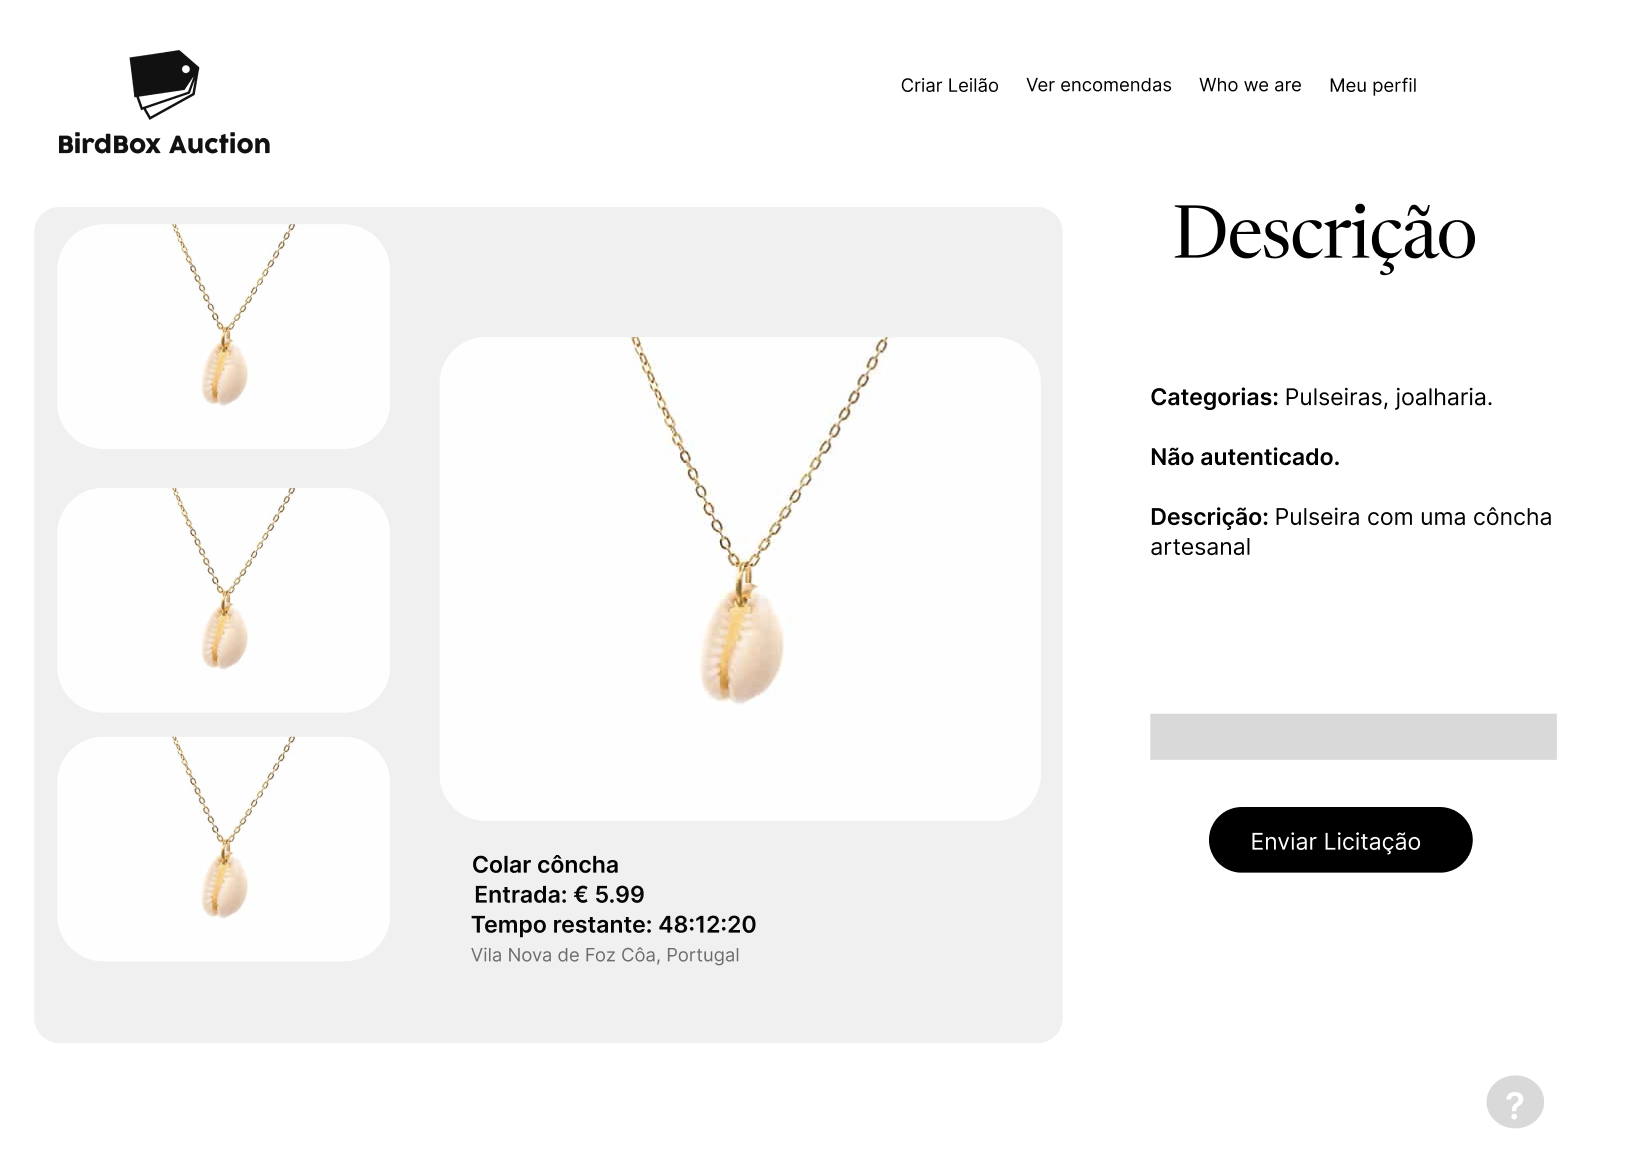 BirdBox Auction
Criar Leilão
Ver encomendas
Who we are
Meu perfil
Descrição
Categorias: Pulseiras, joalharia.
Não autenticado.
Descrição: Pulseira com uma côncha
artesanal
Enviar Licitação
Colar côncha
Entrada: € 5.99
Tempo restante: 48:12:20
Vila Nova de Foz Côa, Portugal
?